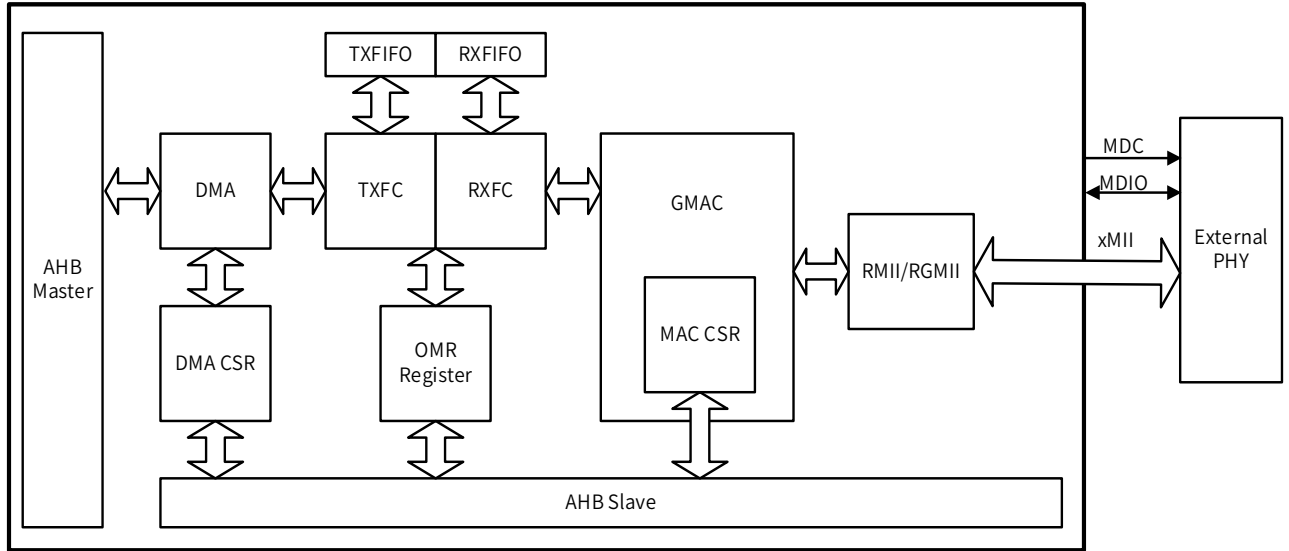 TXFIFO RXFIFO
MDC
DMA
TXFC
RXFC
MDIO
GMAC
xMII
External
PHY
AHB
Master
RMII/RGMII
MAC CSR
DMA CSR
OMR
Register
AHB Slave